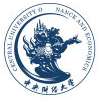 CENTRAL UNIVERSITY O NANCE AND ECONOMICS
中央财经大学